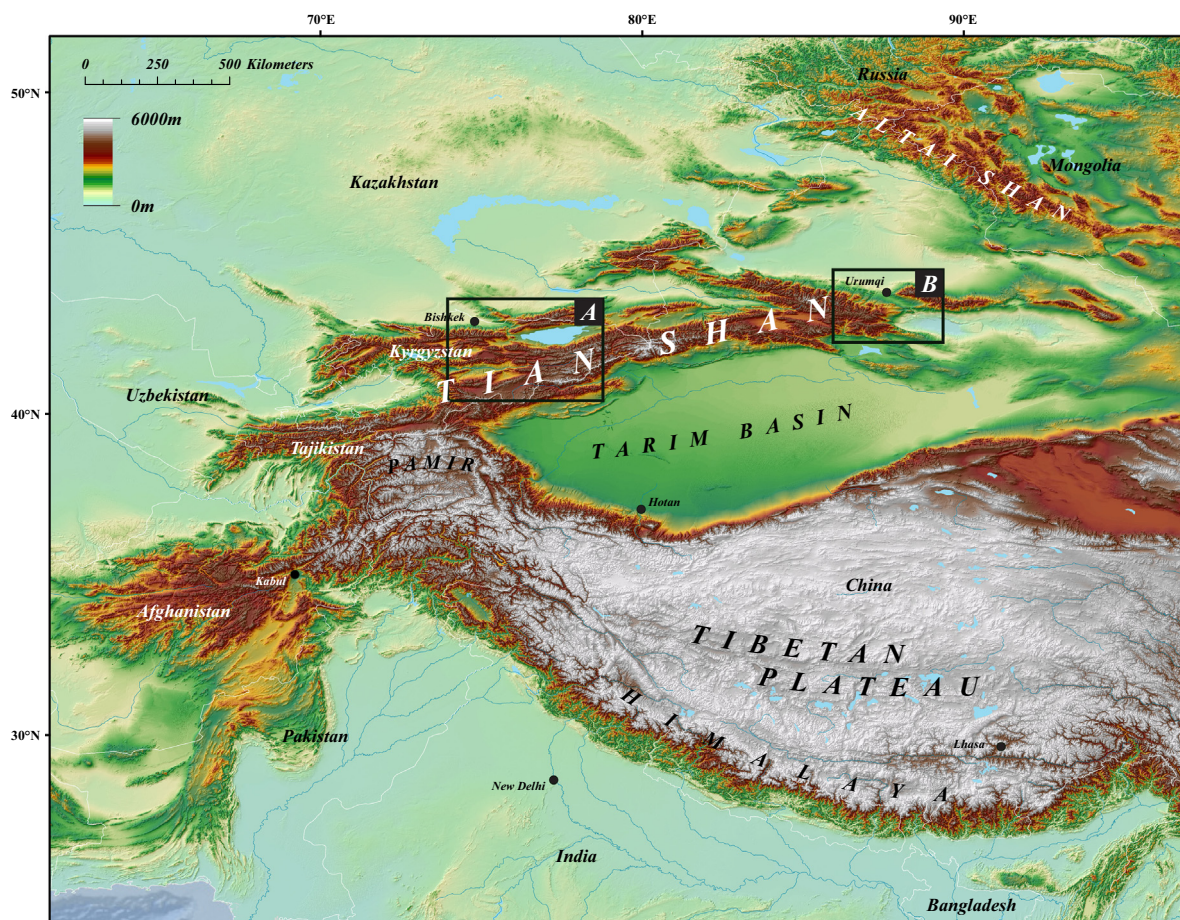 70°E 80°E 90°E
0 250 500 Kilometers
Russia
50°N
6000m
ALTAI SHAN
Mongolia
Kazakhstan
0m
Urumqi B
A
Bishkek
TIAN SHAN
Kyrgyzstan
Uzbekistan
40°N
TARIM BASIN
Tajikistan
PAMIR
Hotan
Kabul
China
Afghanistan
TIBETAN
PLATEAU
HIMALAYA
30°N
Pakistan
Lhasa
New Delhi
India
Bangladesh